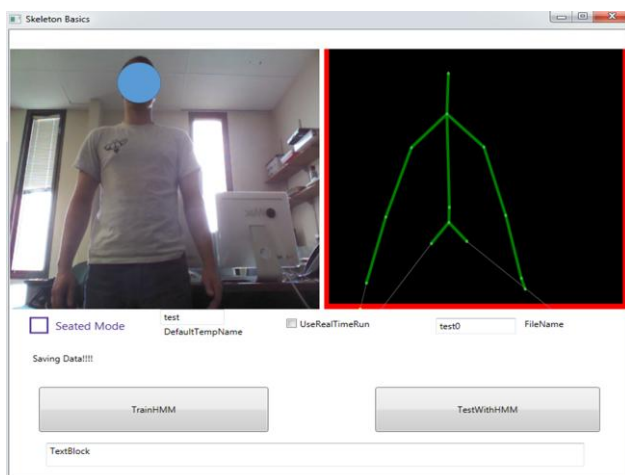 Skeleton Basics
Seated Mode
test
DefaultTempName
UseRealTimeRun
test0
FileName
Saving Data!!!!
TrainHMM
TestWithHMM
TextBlock